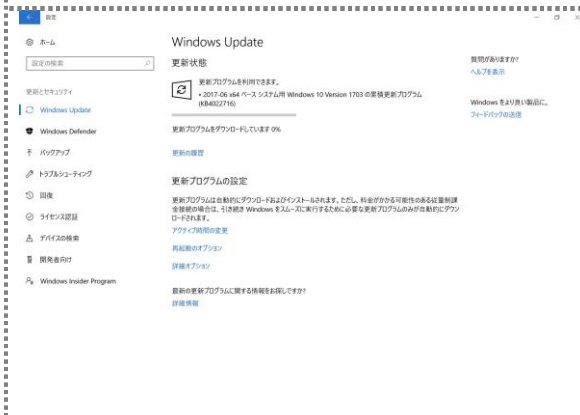 設定
ホーム
設定の検索
更新とセキュリティ
Windows Update
Windows Defender
バックアップ
トラブルシューティング
回復
ライセンス認証
デバイスの検索
開発者向け
Windows Insider Program
Windows Update
更新状態
更新プログラムを利用できます。
• 2017-06 x64 ベース システム用 Windows 10 Version 1703 の累積更新プログラム
(KB4022716)
更新プログラムをダウンロードしています 0%
更新の履歴
更新プログラムの設定
更新プログラムは自動的にダウンロードおよびインストールされます。ただし、料金がかかる可能性のある従量制課
金接続の場合は、引き続き Windows をスムーズに実行するために必要な更新プログラムのみが自動的にダウン
ロードされます。
アクティブ時間の変更
再起動のオプション
詳細オプション
最新の更新プログラムに関する情報をお探しですか?
詳細情報
質問がありますか?
ヘルプを表示
Windows をより良い製品に。
フィードバックの送信